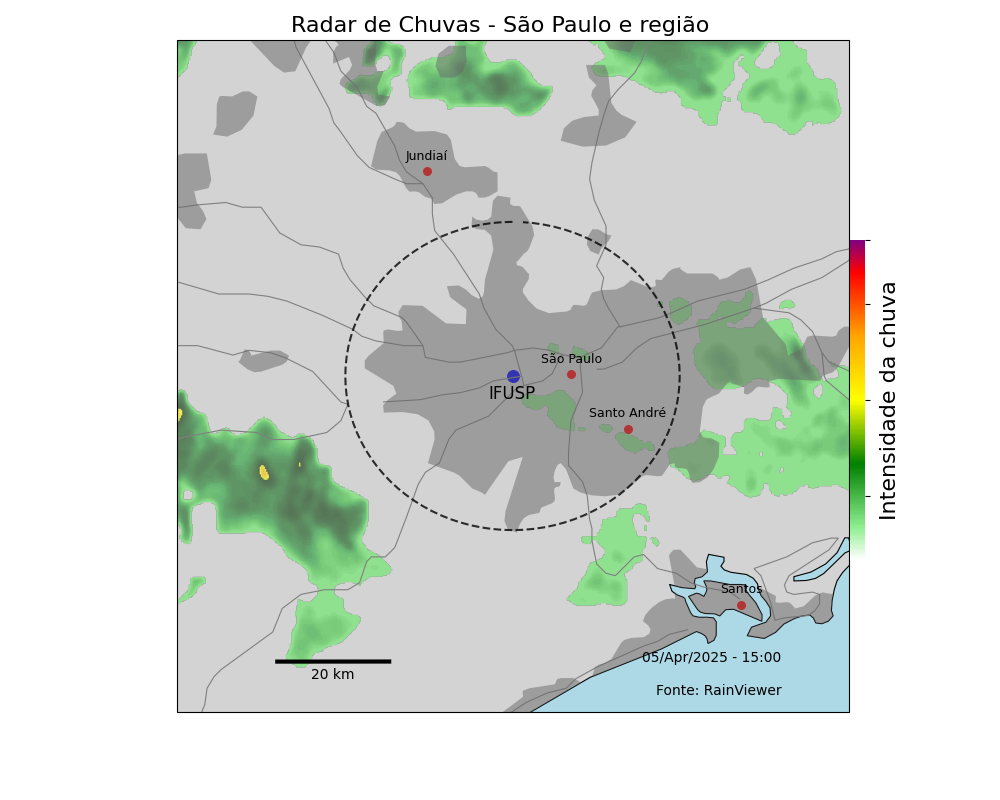 Radar de Chuvas - São Paulo e região
Jundiaí
São Paulo
IFUSP
Santo André
Santos
05/Apr/2025 - 15:00
20 km
Fonte: RainViewer
Intensidade da chuva